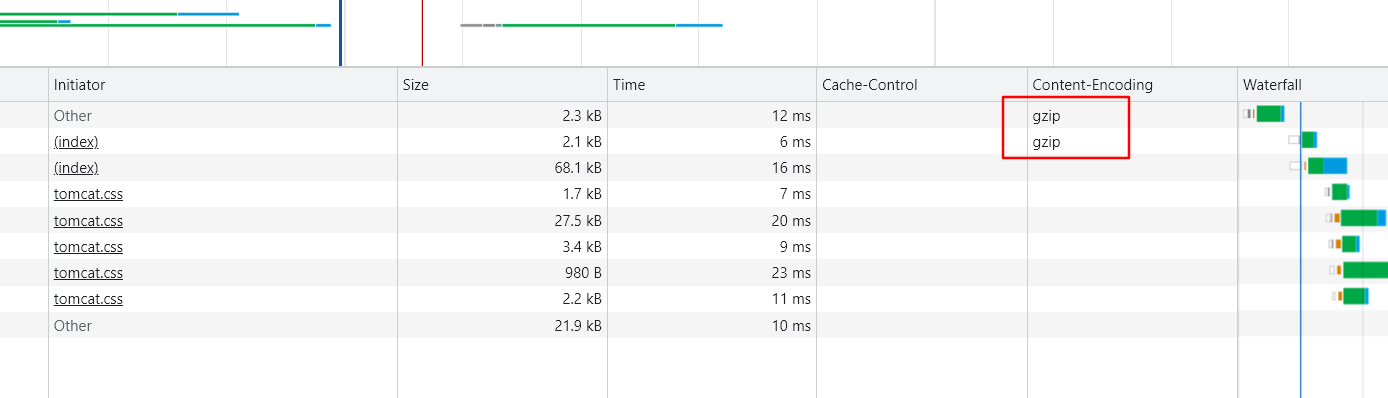 Initiator Size Time Cache-Control Content-Encoding Waterfall
Other 2.3 kB 12 ms gzip
(index) 2.1 kB 6 ms gzip
(index) 68.1 kB 16 ms
tomcat.css 1.7 kB 7 ms
tomcat.css 27.5 kB 20 ms
tomcat.css 3.4 kB 9 ms
tomcat.css 980 B 23 ms
tomcat.css 2.2 kB 11 ms
Other 21.9 kB 10 ms